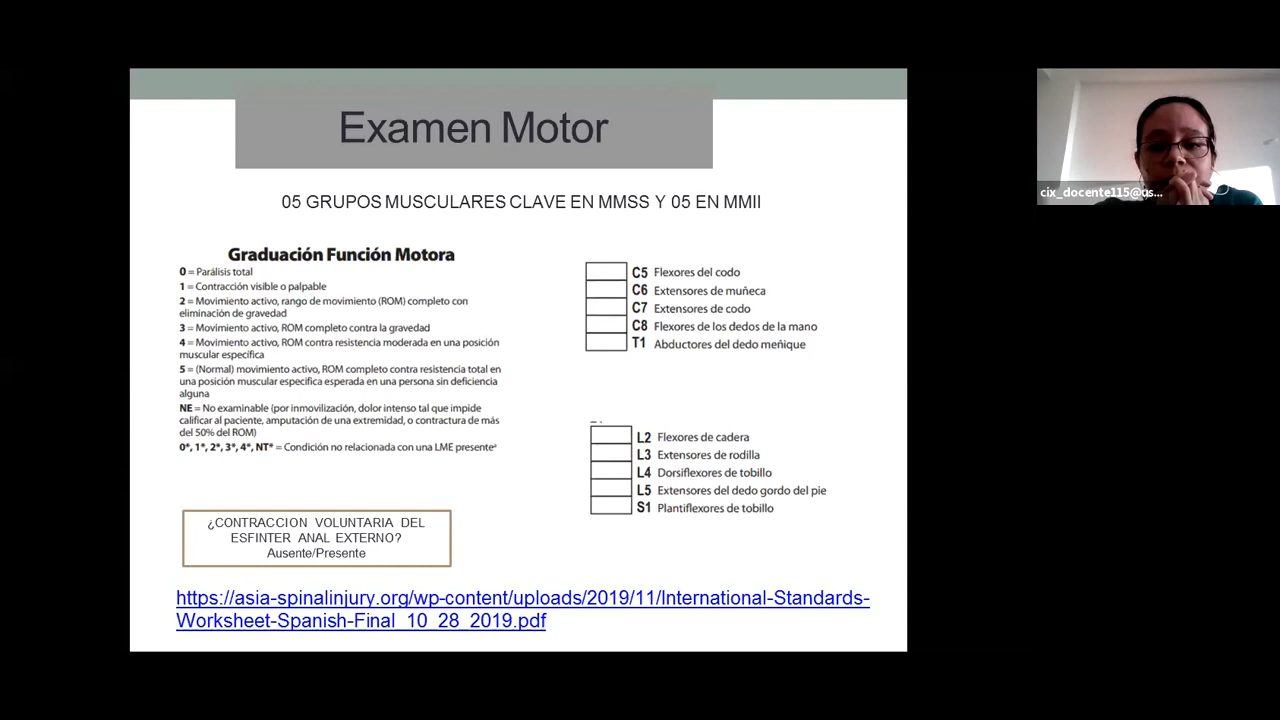 Examen Motor
05 GRUPOS MUSCULARES CLAVE EN MMSS Y 05 EN MMII
Graduación Función Motora
0 = Parálisis total
1 = Contracción visible o palpable
2 = Movimiento activo, rango de movimiento (ROM) completo con
eliminación de gravedad
3 = Movimiento activo, ROM completo contra la gravedad
4 = Movimiento activo, ROM contra resistencia moderada en una posición
muscular específica
5 = (Normal) movimiento activo, ROM completo contra resistencia total en
una posición muscular especifica esperada en una persona sin deficiencia
alguna
NE = No examinable (por inmovilización, dolor intenso tal que impide
calificar al paciente, amputación de una extremidad, o contractura de más
del 50% del ROM)
0*, 1*, 2*, 3*, 4*, NT* = Condición no relacionada con una LME presenteᵃ
C5 Flexores del codo
C6 Extensores de muñeca
C7 Extensores de codo
C8 Flexores de los dedos de la mano
T1 Abductores del dedo meñique
L2 Flexores de cadera
L3 Extensores de rodilla
L4 Dorsiflexores de tobillo
L5 Extensores del dedo gordo del pie
S1 Plantiflexores de tobillo
¿CONTRACCION VOLUNTARIA DEL
ESFINTER ANAL EXTERNO?
Ausente/Presente
https://asia-spinalinjury.org/wp-content/uploads/2019/11/International-Standards-
Worksheet-Spanish-Final_10_28_2019.pdf
cix_docente115@us...